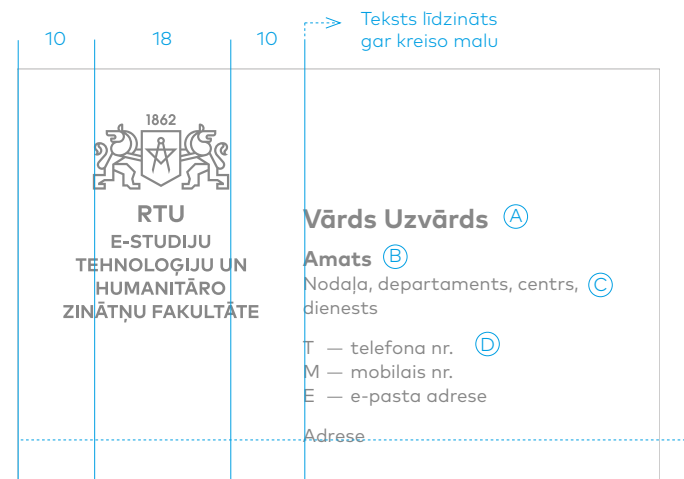 10 18 10 Teksts līdzināts
gar kreiso malu
1862
RTU
E-STUDIJU
TEHNOLOĢIJU UN
HUMANITĀRO
ZINĀTŅU FAKULTĀTE
Vārds Uzvārds A
Amats B
Nodaļa, departaments, centrs, C
dienests
T — telefona nr. D
M — mobilais nr.
E — e-pasta adrese
Adrese